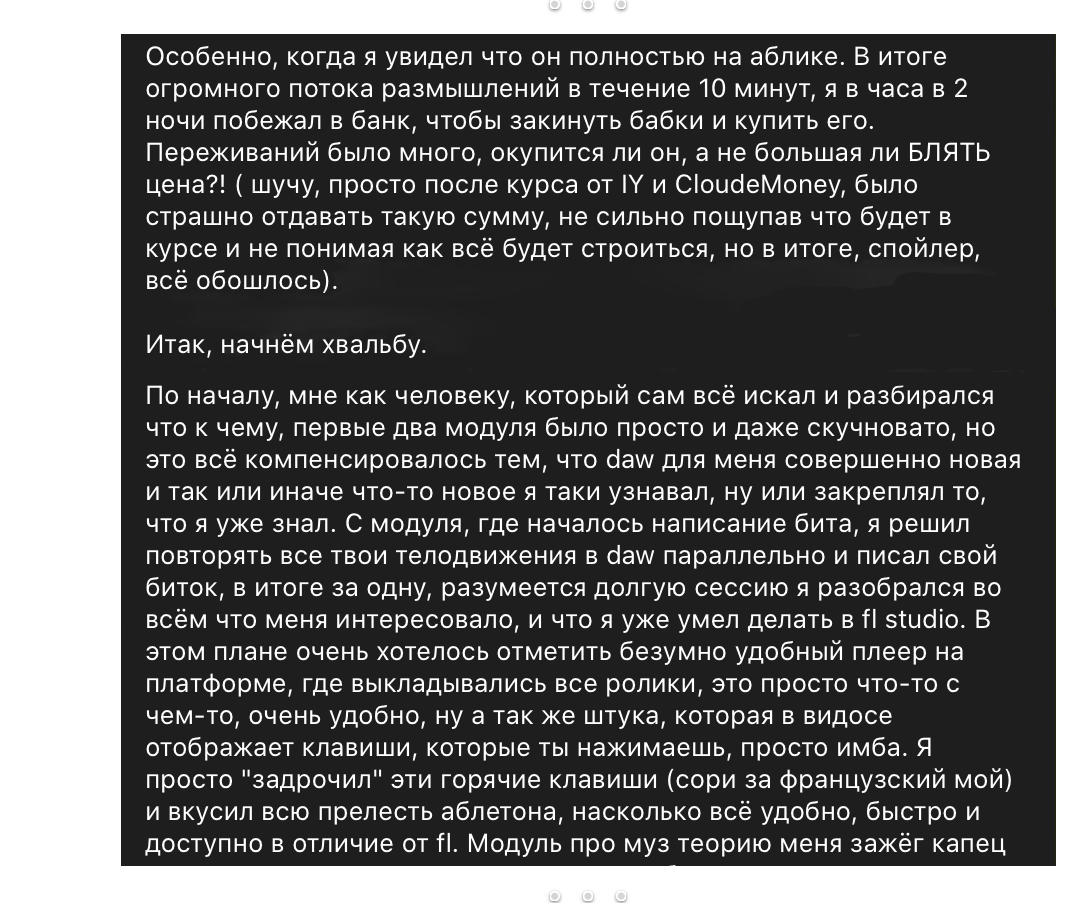 Особенно, когда я увидел что он полностью на аблике. В итоге
огромного потока размышлений в течение 10 минут, я в часа в 2
ночи побежал в банк, чтобы закинуть бабки и купить его.
Переживаний было много, окупится ли он, а не большая ли БЛЯТЬ
цена?! ( шучу, просто после курса от IY и CloudeMoney, было
страшно отдавать такую сумму, не сильно пощупав что будет в
курсе и не понимая как всё будет строиться, но в итоге, спойлер,
всё обошлось).
Итак, начнём хвальбу.
По началу, мне как человеку, который сам всё искал и разбирался
что к чему, первые два модуля было просто и даже скучновато, но
это всё компенсировалось тем, что daw для меня совершенно новая
и так или иначе что-то новое я таки узнавал, ну или закреплял то,
что я уже знал. С модуля, где началось написание бита, я решил
повторять все твои телодвижения в daw параллельно и писал свой
биток, в итоге за одну, разумеется долгую сессию я разобрался во
всём что меня интересовало, и что я уже умел делать в fl studio. В
этом плане очень хотелось отметить безумно удобный плеер на
платформе, где выкладывались все ролики, это просто что-то с
чем-то, очень удобно, ну а так же штука, которая в видосе
отображает клавиши, которые ты нажимаешь, просто имба. Я
просто "задрочил" эти горячие клавиши (сори за французский мой)
и вкусил всю прелесть аблетона, насколько всё удобно, быстро и
доступно в отличие от fl. Модуль про муз теорию меня зажёг капец